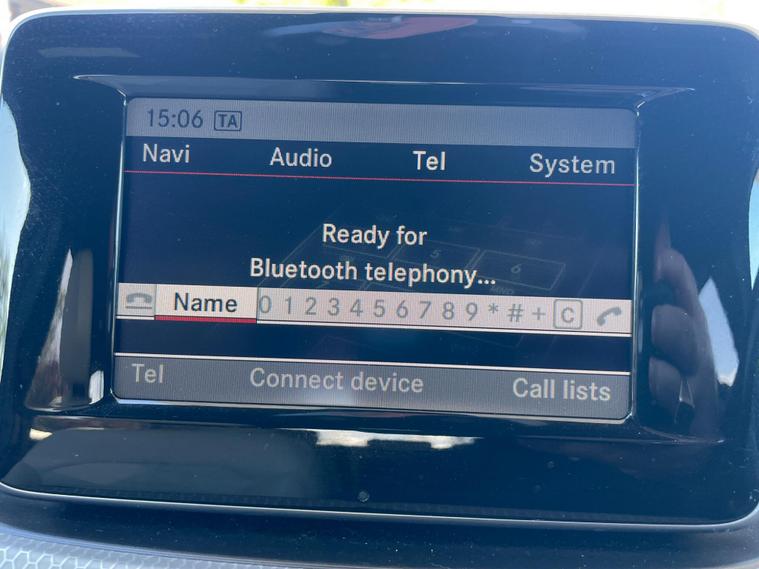 15:06 TA
Navi Audio Tel System
Ready for
Bluetooth telephony...
Name 0 1 2 3 4 5 6 7 8 9 * # + C
Tel Connect device Call lists